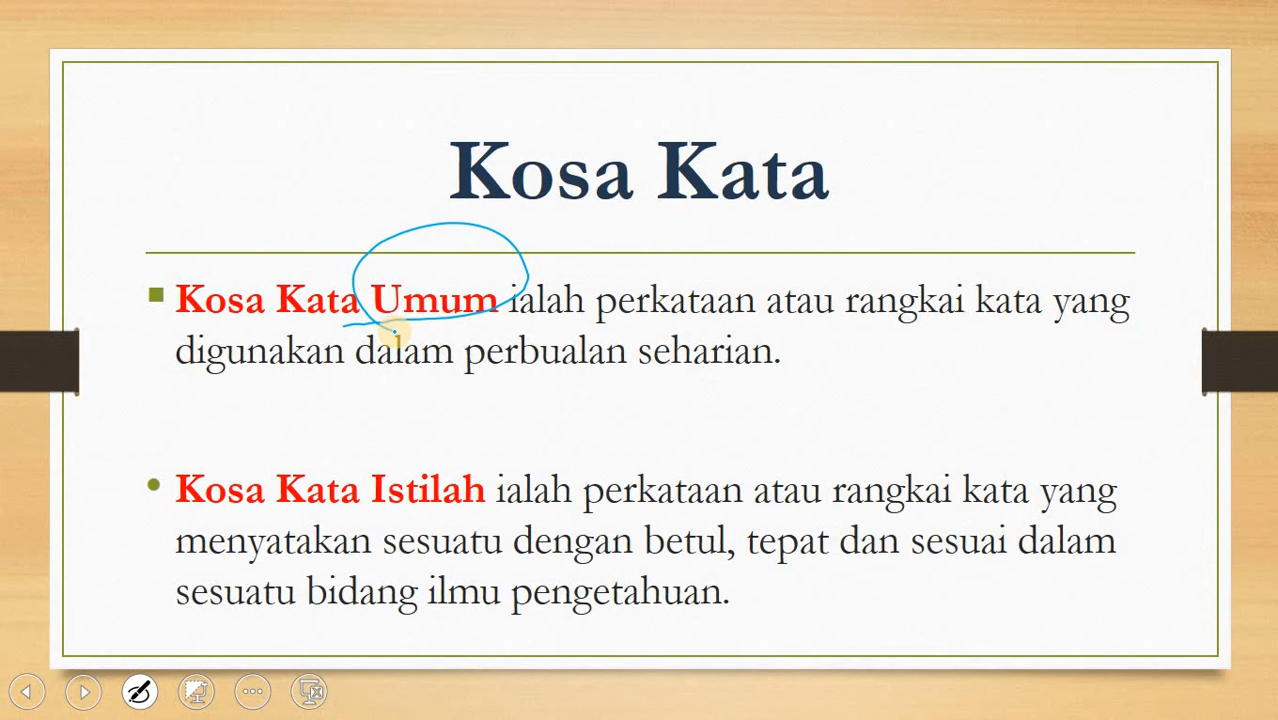 Kosa Kata
Kosa Kata Umum ialah perkataan atau rangkai kata yang
digunakan dalam perbualan seharian.
Kosa Kata Istilah ialah perkataan atau rangkai kata yang
menyatakan sesuatu dengan betul, tepat dan sesuai dalam
sesuatu bidang ilmu pengetahuan.